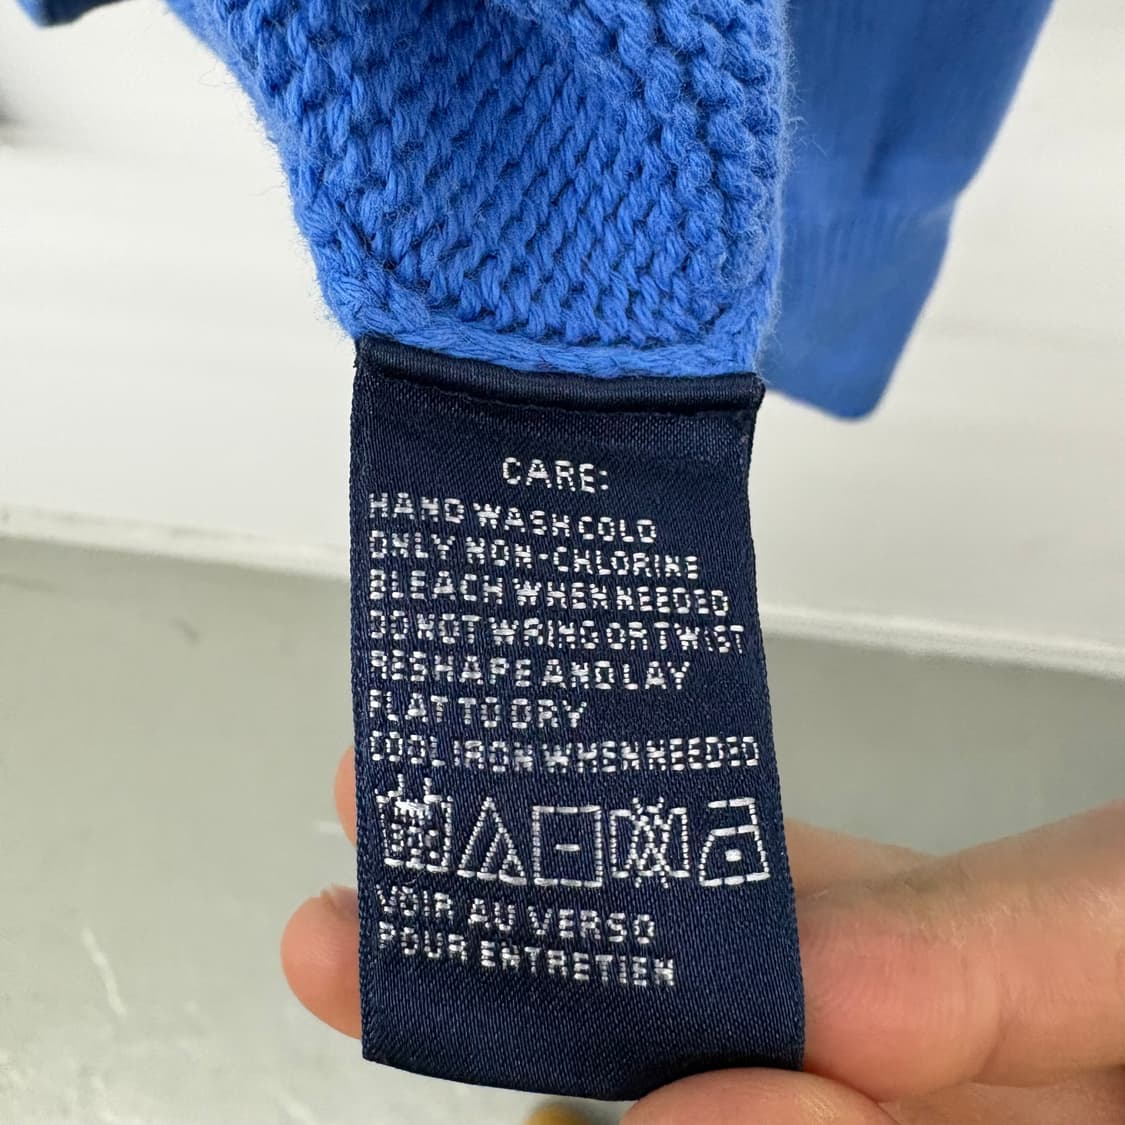 CARE:
HAND WASH COLD
ONLY NON-CHLORINE
BLEACH WHEN NEEDED
DO NOT WRING OR TWIST
RESHAPE AND LAY
FLAT TO DRY
COOL IRON WHEN NEEDED
VOIR AU VERSO
POUR ENTRETIEN